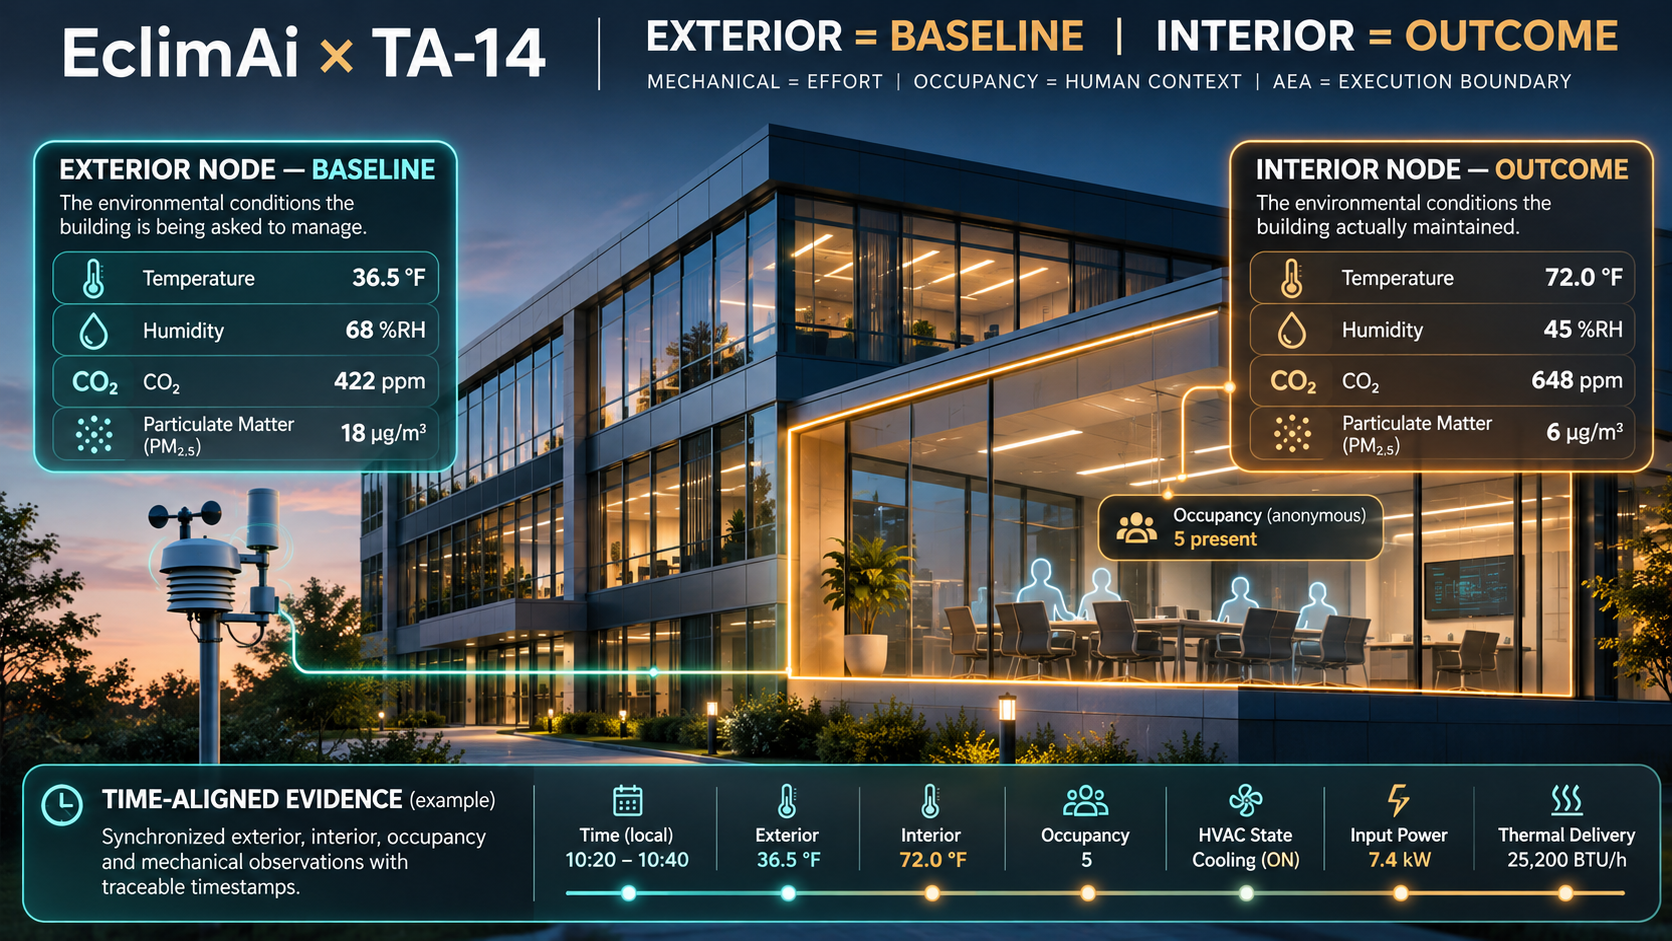 EclimAi × TA-14
EXTERIOR = BASELINE | INTERIOR = OUTCOME
MECHANICAL = EFFORT | OCCUPANCY = HUMAN CONTEXT | AEA = EXECUTION BOUNDARY
EXTERIOR NODE — BASELINE
The environmental conditions the
building is being asked to manage.
Temperature 36.5 °F
Humidity 68 %RH
CO₂ CO₂ 422 ppm
Particulate Matter
(PM₂.₅) 18 µg/m³
INTERIOR NODE — OUTCOME
The environmental conditions the
building actually maintained.
Temperature 72.0 °F
Humidity 45 %RH
CO₂ CO₂ 648 ppm
Particulate Matter
(PM₂.₅) 6 µg/m³
Occupancy (anonymous)
5 present
TIME-ALIGNED EVIDENCE (example)
Synchronized exterior, interior, occupancy
and mechanical observations with
traceable timestamps.
Time (local)
10:20 – 10:40
Exterior
36.5 °F
Interior
72.0 °F
Occupancy
5
HVAC State
Cooling (ON)
Input Power
7.4 kW
Thermal Delivery
25,200 BTU/h